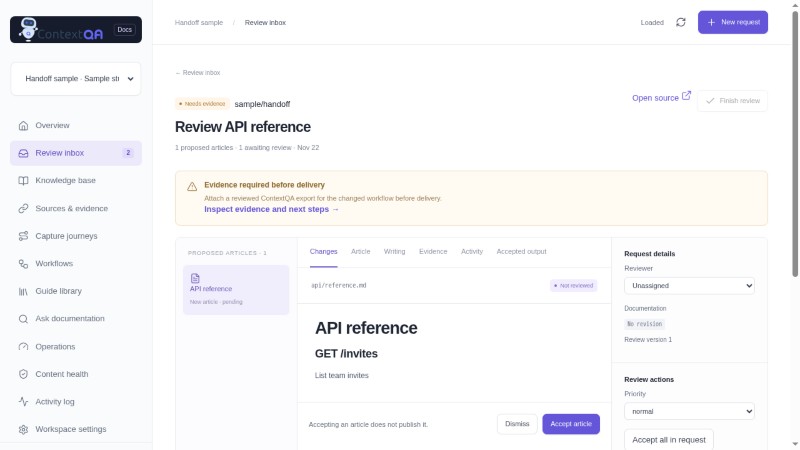 ContextQA
Docs
Handoff sample / Review inbox
Loaded
New request
Handoff sample · Sample st
Overview
Review inbox
2
Knowledge base
Sources & evidence
Capture journeys
Workflows
Guide library
Ask documentation
Operations
Content health
Activity log
Workspace settings
← Review inbox
Needs evidence
sample/handoff
Open source
Finish review
Review API reference
1 proposed articles · 1 awaiting review · Nov 22
Evidence required before delivery
Attach a reviewed ContextQA export for the changed workflow before delivery.
Inspect evidence and next steps →
PROPOSED ARTICLES · 1
API reference
New article · pending
Changes
Article
Writing
Evidence
Activity
Accepted output
api/reference.md
Not reviewed
API reference
GET /invites
List team invites
Accepting an article does not publish it.
Dismiss
Accept article
Request details
Reviewer
Unassigned
Documentation
No revision
Review version 1
Review actions
Priority
normal
Accept all in request